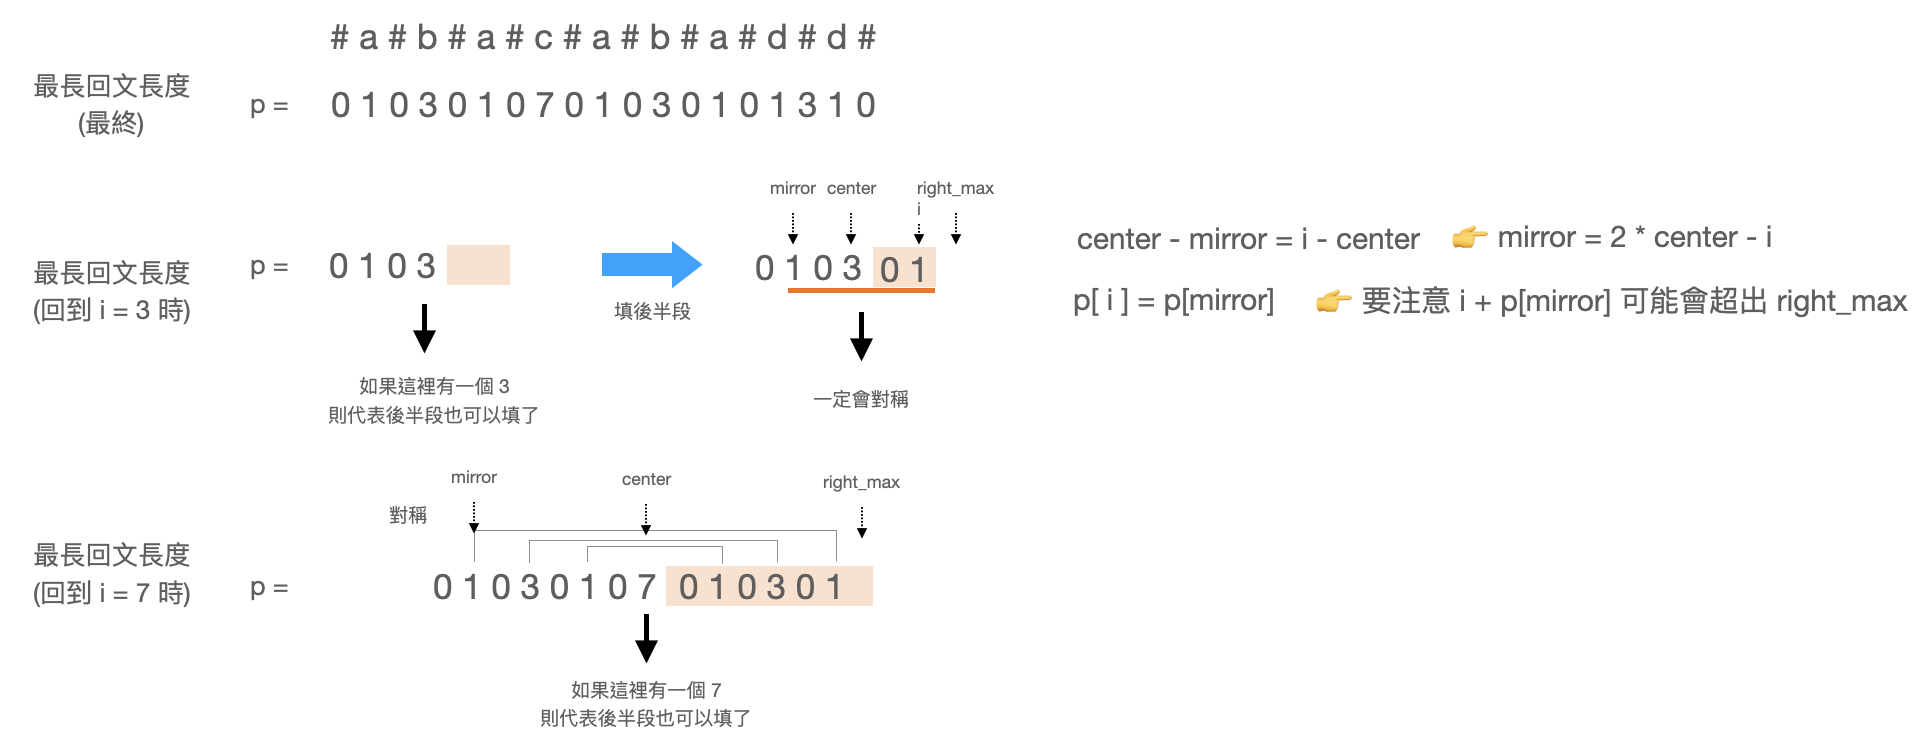 # a # b # a # c # a # b # a # d # d #
最長回文長度
(最終)
p =
0 1 0 3 0 1 0 7 0 1 0 3 0 1 0 1 3 1 0
mirror center right_max
i
最長回文長度
(回到 i = 3 時)
p =
0 1 0 3
填後半段
0 1 0 3 0 1
center - mirror = i - center 👉 mirror = 2 * center - i
p[ i ] = p[mirror] 👉 要注意 i + p[mirror] 可能會超出 right_max
如果這裡有一個 3
則代表後半段也可以填了
一定會對稱
mirror center right_max
對稱
最長回文長度
(回到 i = 7 時)
p =
0 1 0 3 0 1 0 7 0 1 0 3 0 1
如果這裡有一個 7
則代表後半段也可以填了